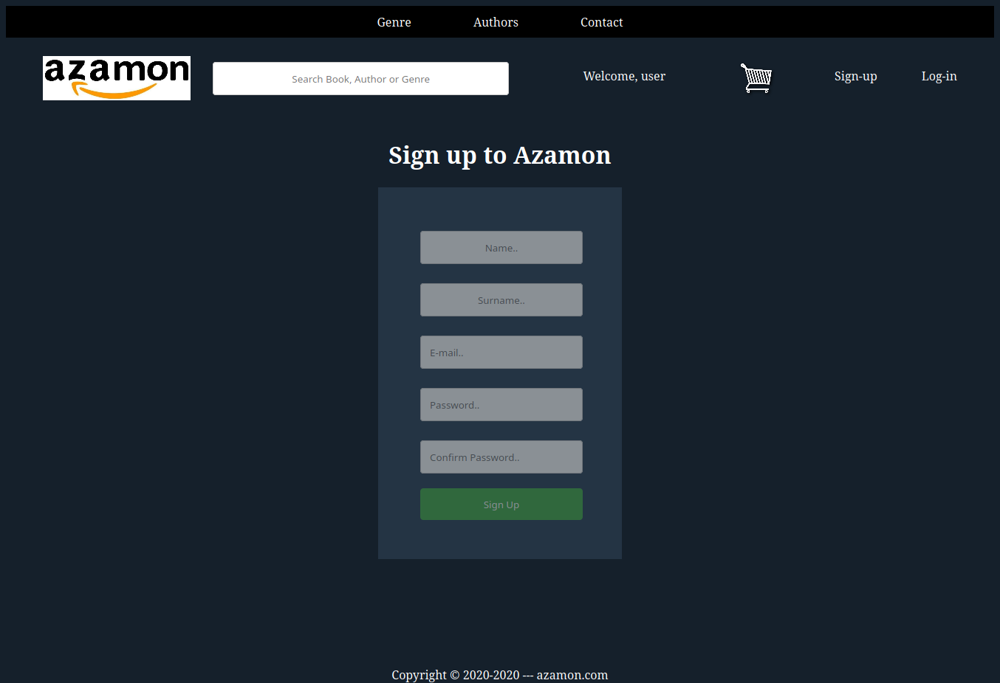 Genre Authors Contact
azamon Search Book, Author or Genre Welcome, user Sign-up Log-in
Sign up to Azamon
Name..
Surname..
E-mail..
Password..
Confirm Password..
Sign Up
Copyright © 2020-2020 --- azamon.com